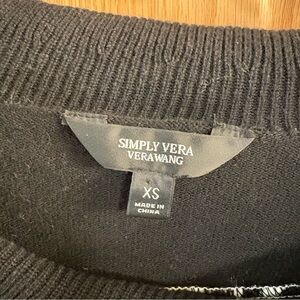 SIMPLY VERA
VERAWANG
XS
MADE IN
CHINA